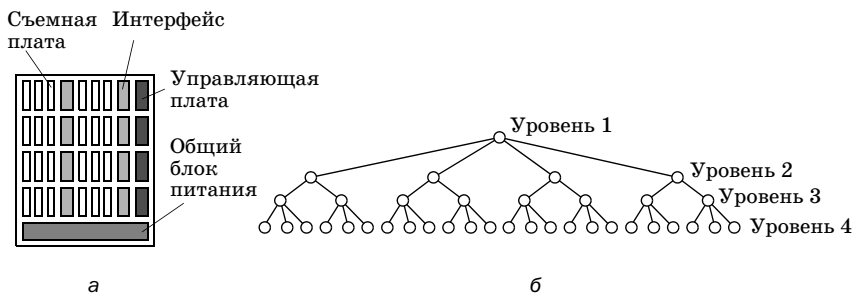 Съемная
плата
Интерфейс
Управляющая
плата
Общий
блок
питания
Уровень 1
Уровень 2
Уровень 3
Уровень 4
а
б